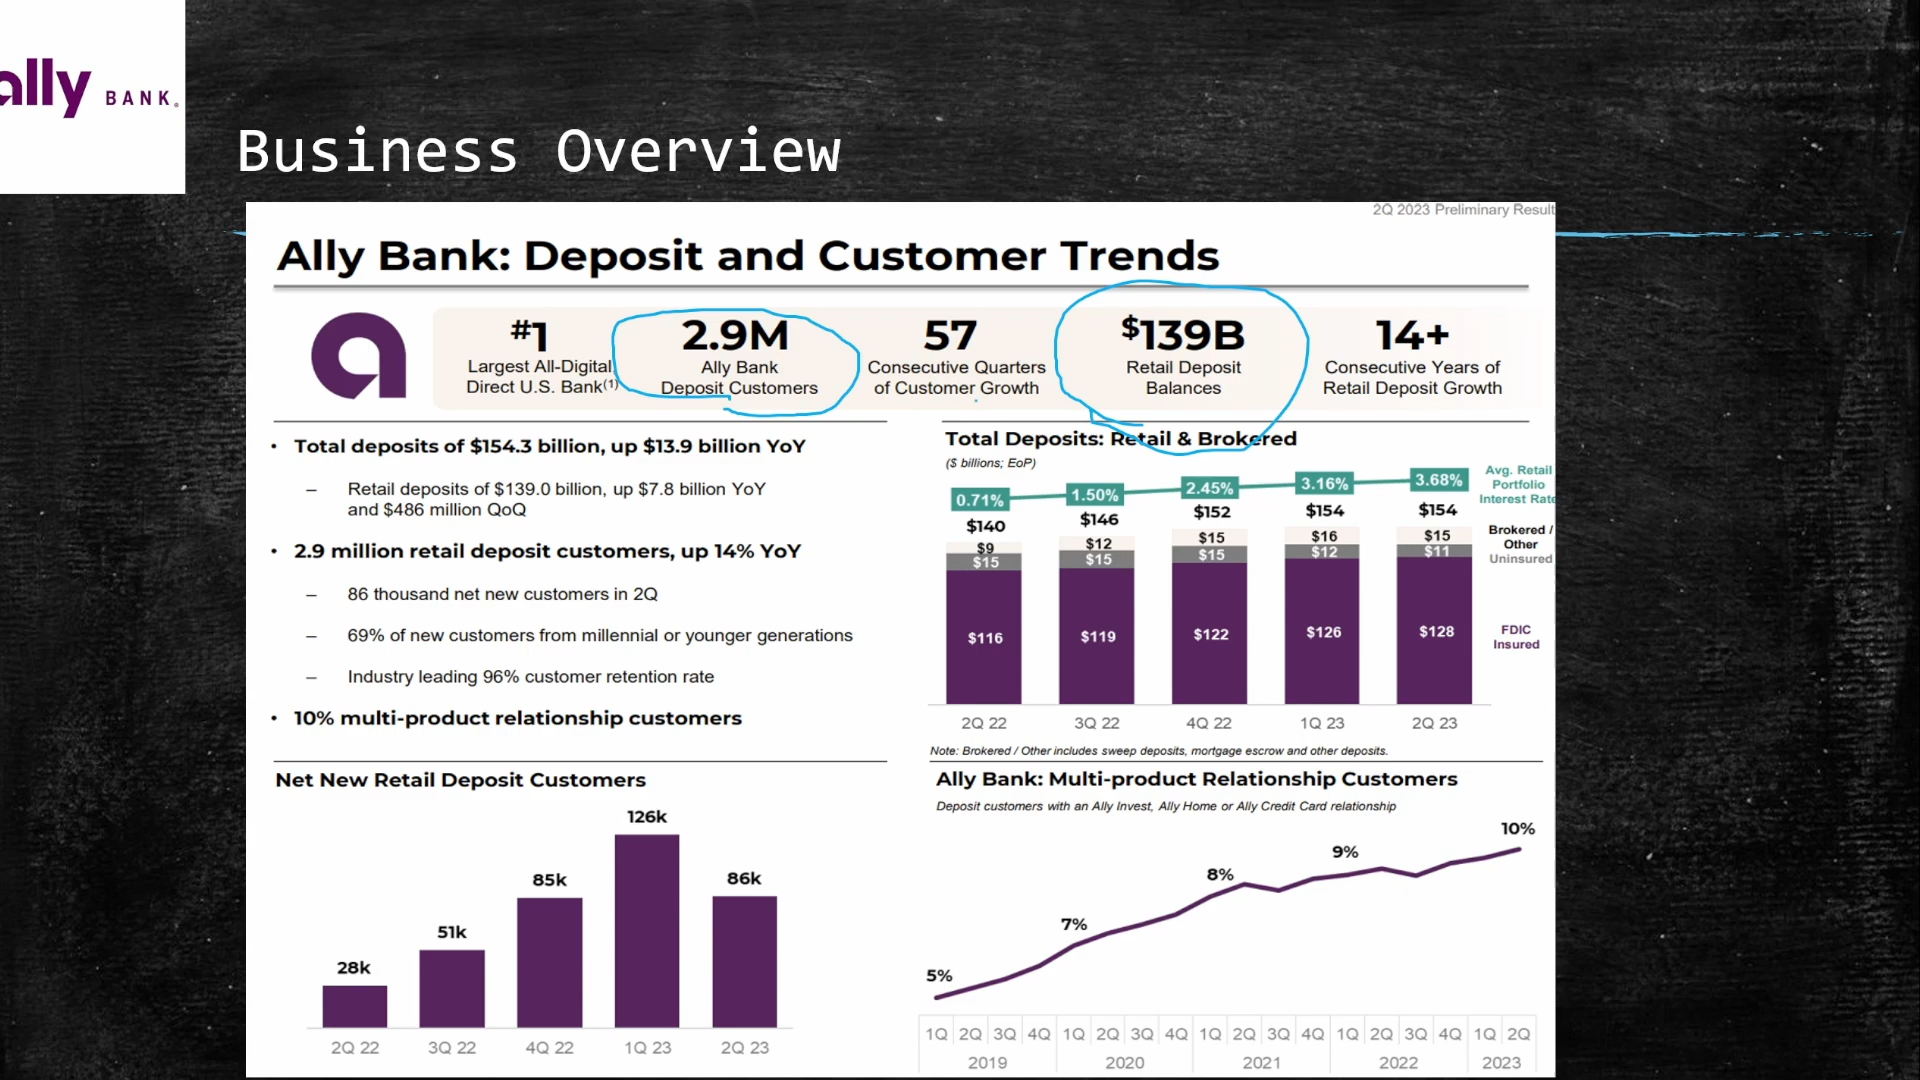 ally BANK
Business Overview
2Q 2023 Preliminary Result
Ally Bank: Deposit and Customer Trends
#1
Largest All-Digital
Direct U.S. Bank(1)
2.9M
Ally Bank
Deposit Customers
57
Consecutive Quarters
of Customer Growth
$139B
Retail Deposit
Balances
14+
Consecutive Years of
Retail Deposit Growth
• Total deposits of $154.3 billion, up $13.9 billion YoY
– Retail deposits of $139.0 billion, up $7.8 billion YoY
and $486 million QoQ
• 2.9 million retail deposit customers, up 14% YoY
– 86 thousand net new customers in 2Q
– 69% of new customers from millennial or younger generations
– Industry leading 96% customer retention rate
• 10% multi-product relationship customers
Total Deposits: Retail & Brokered
($ billions; EoP)
0.71% 1.50% 2.45% 3.16% 3.68%
Avg. Retail
Portfolio
Interest Rate
$140 $146 $152 $154 $154
$9 $12 $15 $16 $15
Brokered /
Other
$15 $15 $15 $12 $11
Uninsured
$116 $119 $122 $126 $128
FDIC
Insured
2Q 22 3Q 22 4Q 22 1Q 23 2Q 23
Note: Brokered / Other includes sweep deposits, mortgage escrow and other deposits.
Net New Retail Deposit Customers
28k 51k 85k 126k 86k
2Q 22 3Q 22 4Q 22 1Q 23 2Q 23
Ally Bank: Multi-product Relationship Customers
Deposit customers with an Ally Invest, Ally Home or Ally Credit Card relationship
5% 7% 8% 9% 10%
1Q 2Q 3Q 4Q 1Q 2Q 3Q 4Q 1Q 2Q 3Q 4Q 1Q 2Q 3Q 4Q 1Q 2Q
2019 2020 2021 2022 2023